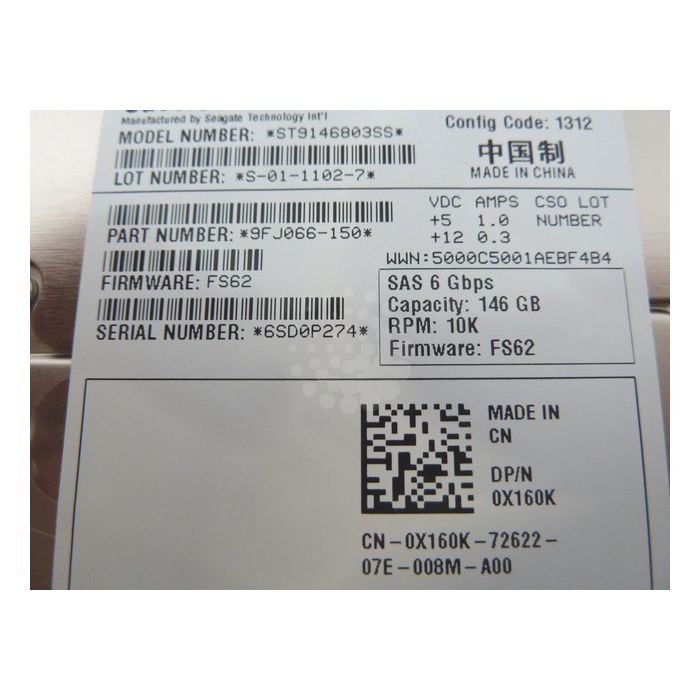 Manufactured by Seagate Technology Int'l
MODEL NUMBER: *ST9146803SS*
Config Code: 1312
中国制
MADE IN CHINA
LOT NUMBER: *S-01-1102-7*
VDC AMPS CSO LOT
+5 1.0 NUMBER
+12 0.3
PART NUMBER: *9FJ066-150*
WWN:5000C5001AEBF4B4
FIRMWARE: FS62
SAS 6 Gbps
Capacity: 146 GB
RPM: 10K
Firmware: FS62
SERIAL NUMBER: *6SD0P274*
MADE IN
CN
DP/N
0X160K
CN-0X160K-72622-
07E-008M-A00